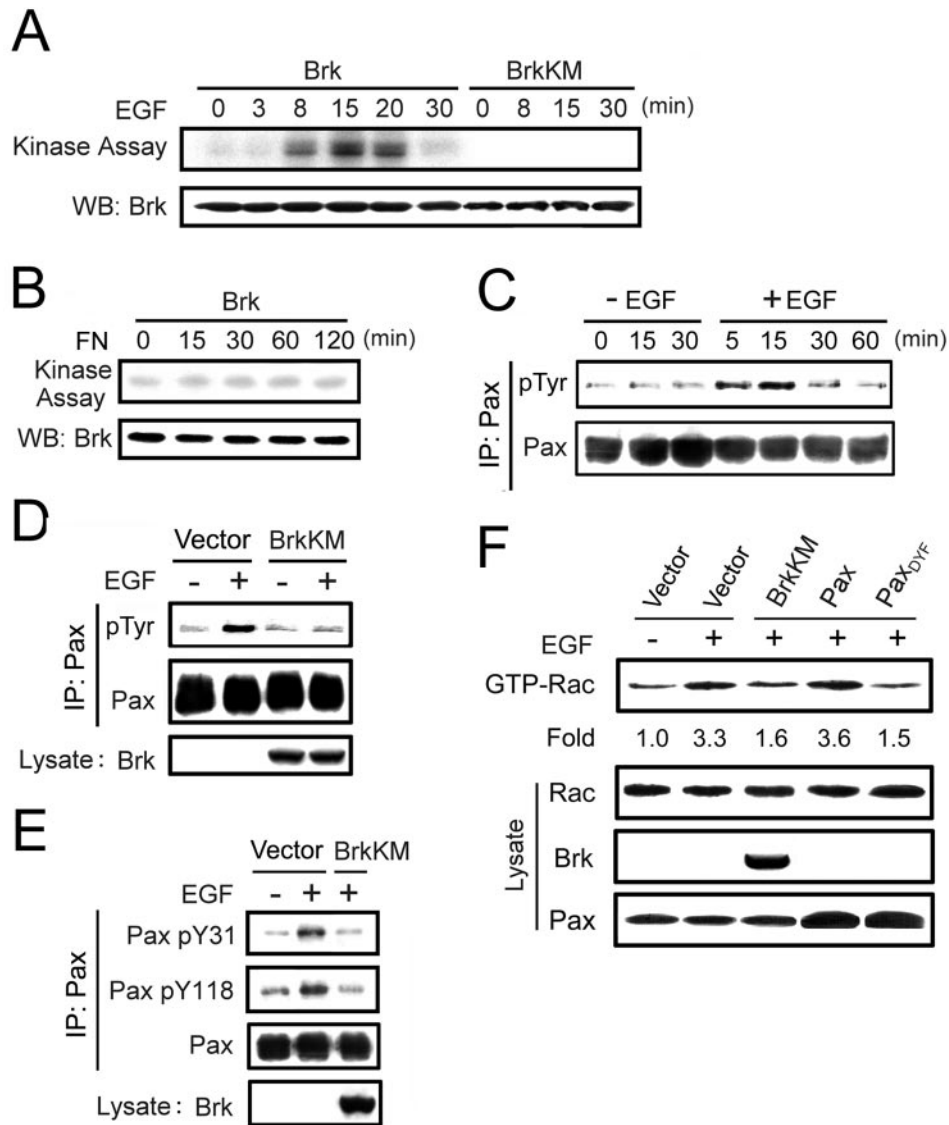 A
Brk BrkKM
EGF 0 3 8 15 20 30 0 8 15 30 (min)
Kinase Assay
WB: Brk
B
Brk
FN 0 15 30 60 120 (min)
Kinase
Assay
WB: Brk
C
- EGF + EGF
0 15 30 5 15 30 60 (min)
IP: Pax
pTyr
Pax
D
Vector BrkKM
EGF - + - +
IP: Pax
pTyr
Pax
Lysate: Brk
E
Vector BrkKM
EGF - + +
IP: Pax
Pax pY31
Pax pY118
Pax
Lysate: Brk
F
Vector Vector BrkKM Pax PaxDYF
EGF - + + + +
GTP-Rac
Fold 1.0 3.3 1.6 3.6 1.5
Lysate
Rac
Brk
Pax